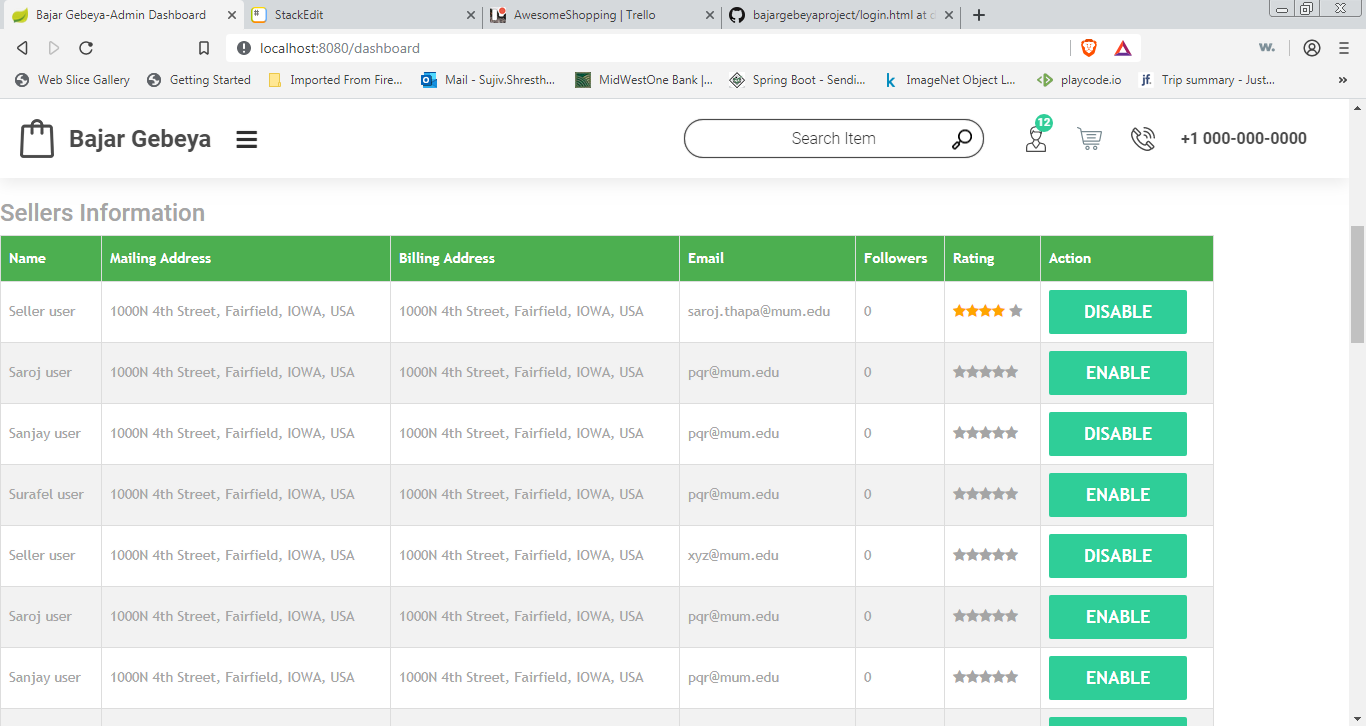 Bajar Gebeya-Admin Dashboard StackEdit AwesomeShopping | Trello bajargebeyaproject/login.html at d
localhost:8080/dashboard
Web Slice Gallery Getting Started Imported From Fire... Mail - Sujiv.Shresth... MidWestOne Bank |... Spring Boot - Sendi... ImageNet Object L... playcode.io jf. Trip summary - Just... »
Bajar Gebeya Search Item 12 +1 000-000-0000
Sellers Information
Name Mailing Address Billing Address Email Followers Rating Action
Seller user 1000N 4th Street, Fairfield, IOWA, USA 1000N 4th Street, Fairfield, IOWA, USA saroj.thapa@mum.edu 0 DISABLE
Saroj user 1000N 4th Street, Fairfield, IOWA, USA 1000N 4th Street, Fairfield, IOWA, USA pqr@mum.edu 0 ENABLE
Sanjay user 1000N 4th Street, Fairfield, IOWA, USA 1000N 4th Street, Fairfield, IOWA, USA pqr@mum.edu 0 DISABLE
Surafel user 1000N 4th Street, Fairfield, IOWA, USA 1000N 4th Street, Fairfield, IOWA, USA pqr@mum.edu 0 ENABLE
Seller user 1000N 4th Street, Fairfield, IOWA, USA 1000N 4th Street, Fairfield, IOWA, USA xyz@mum.edu 0 DISABLE
Saroj user 1000N 4th Street, Fairfield, IOWA, USA 1000N 4th Street, Fairfield, IOWA, USA pqr@mum.edu 0 ENABLE
Sanjay user 1000N 4th Street, Fairfield, IOWA, USA 1000N 4th Street, Fairfield, IOWA, USA pqr@mum.edu 0 ENABLE